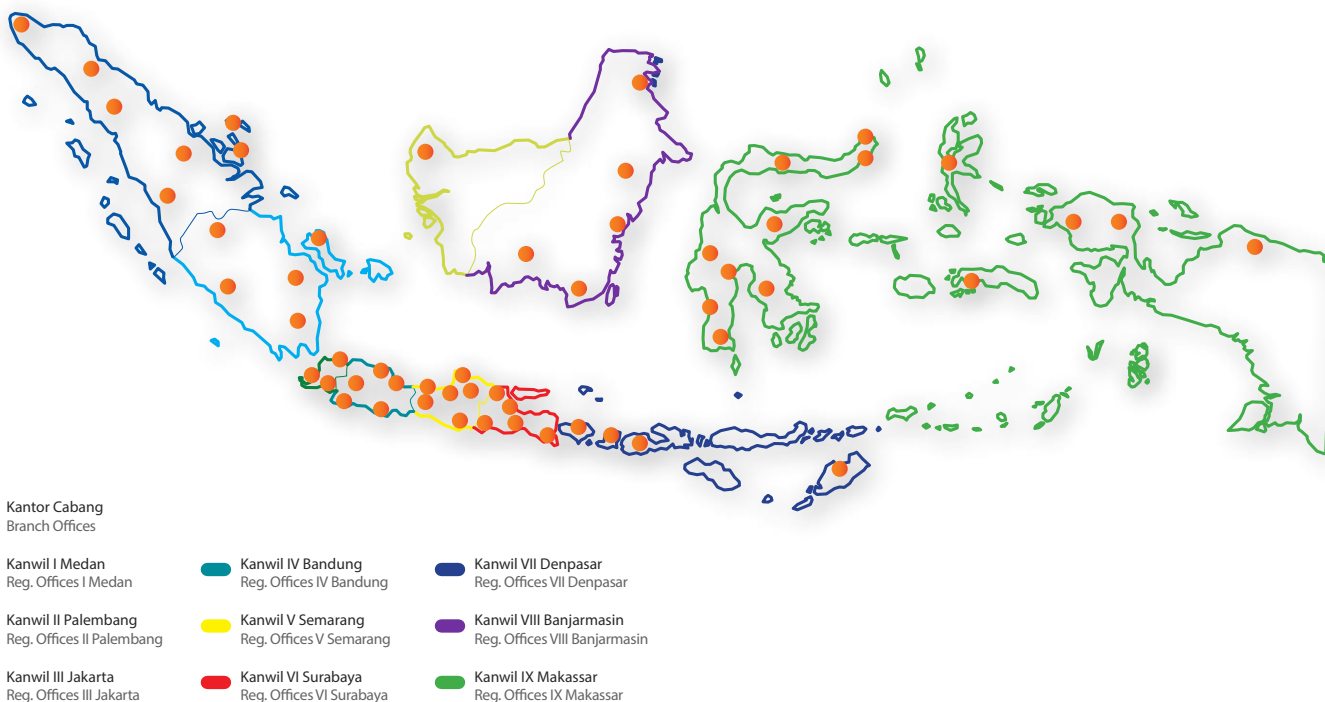 Kantor Cabang
Branch Offices
Kanwil I Medan
Reg. Offices I Medan
Kanwil II Palembang
Reg. Offices II Palembang
Kanwil III Jakarta
Reg. Offices III Jakarta
Kanwil IV Bandung
Reg. Offices IV Bandung
Kanwil V Semarang
Reg. Offices V Semarang
Kanwil VI Surabaya
Reg. Offices VI Surabaya
Kanwil VII Denpasar
Reg. Offices VII Denpasar
Kanwil VIII Banjarmasin
Reg. Offices VIII Banjarmasin
Kanwil IX Makassar
Reg. Offices IX Makassar